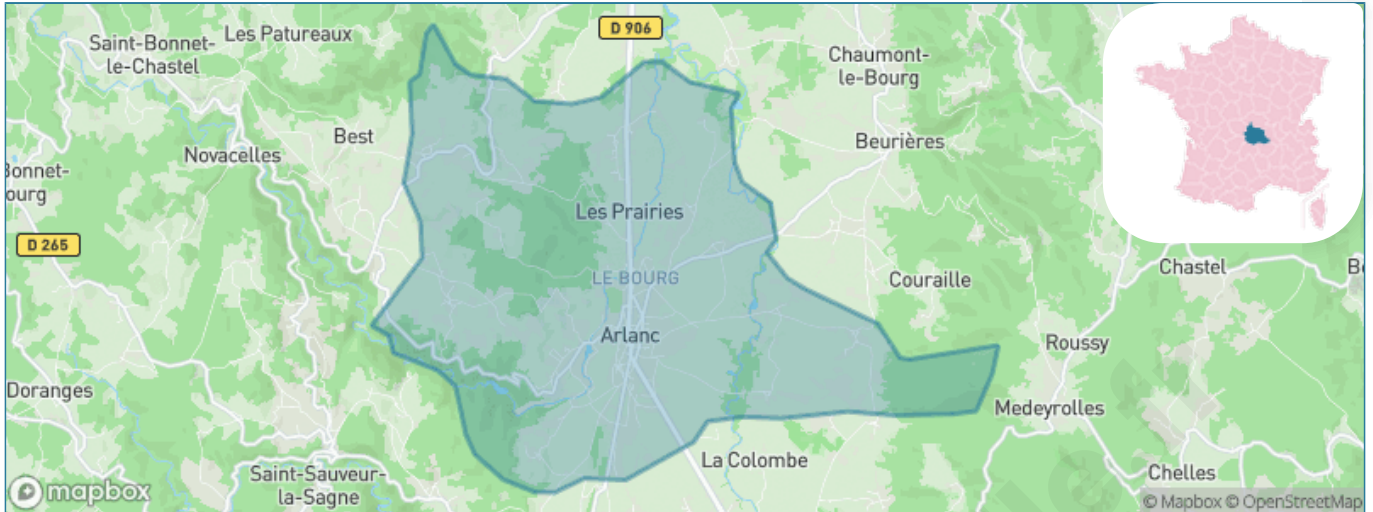 Les Patureaux
D 906
Saint-Bonnet-
le-Chastel
Chaumont-
le-Bourg
Best
Beurières
Novacelles
Bonnet-
ourg
Les Prairies
D 265
LE BOURG
Couraille
Chastel
Be
Arlanc
Roussy
Doranges
Medeyrolles
La Colombe
Saint-Sauveur-
la-Sagne
Chelles
mapbox
© Mapbox © OpenStreetMap